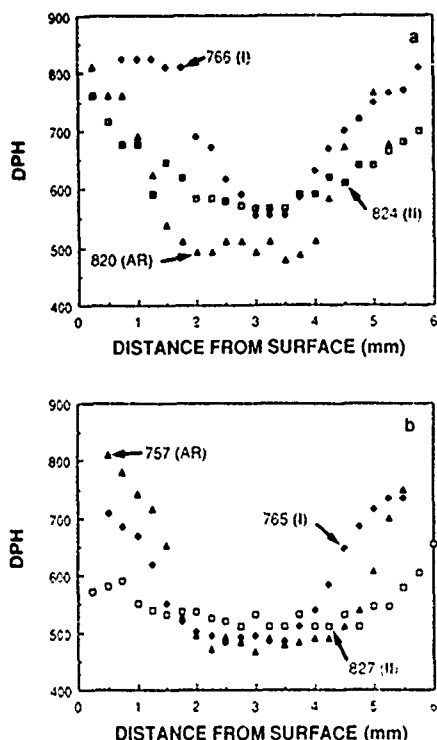 900
a
766 (I)
800
700
DPH
600
824 (II)
500
820 (AR)
400
0 1 2 3 4 5 6
DISTANCE FROM SURFACE (mm)
900
b
757 (AR)
800
765 (I)
700
DPH
600
500
827 (II)
400
0 1 2 3 4 5 6
DISTANCE FROM SURFACE (mm)